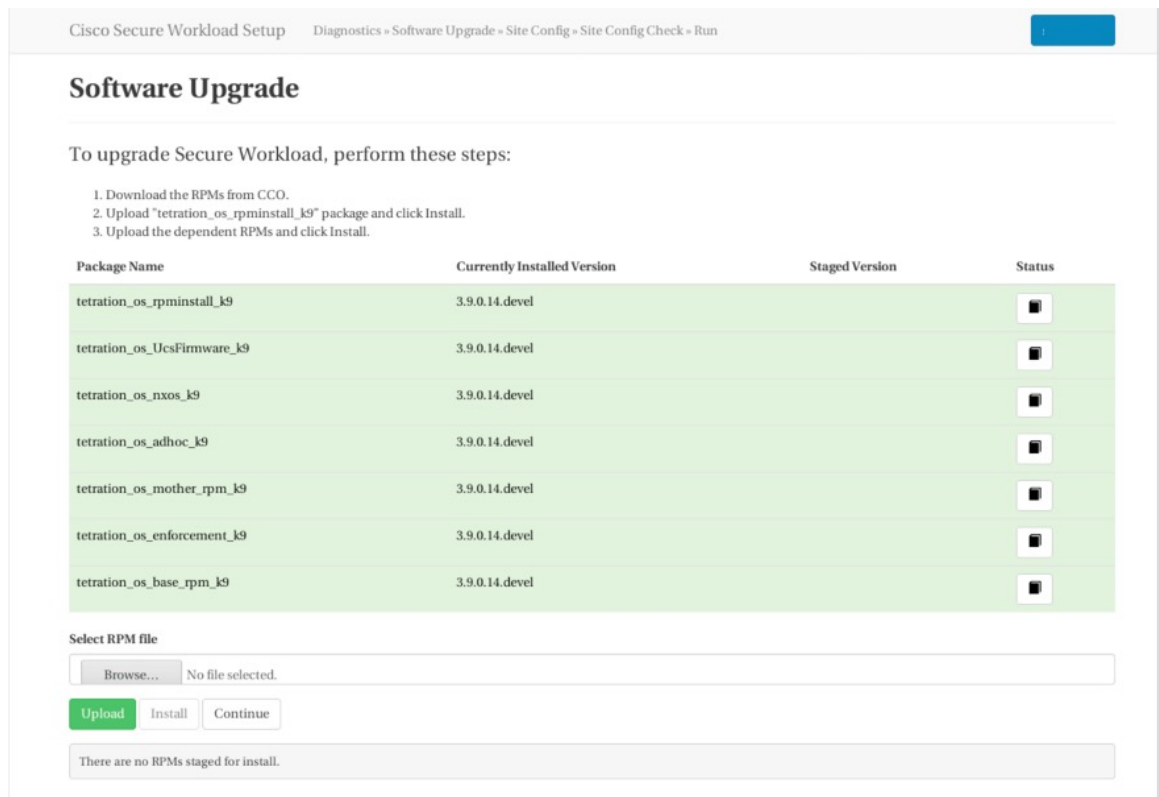 Cisco Secure Workload Setup Diagnostics » Software Upgrade » Site Config » Site Config Check » Run
Software Upgrade
To upgrade Secure Workload, perform these steps:
1. Download the RPMs from CCO.
2. Upload "tetration_os_rpminstall_k9" package and click Install.
3. Upload the dependent RPMs and click Install.
Package Name Currently Installed Version Staged Version Status
tetration_os_rpminstall_k9 3.9.0.14.devel
tetration_os_UcsFirmware_k9 3.9.0.14.devel
tetration_os_nxos_k9 3.9.0.14.devel
tetration_os_adhoc_k9 3.9.0.14.devel
tetration_os_mother_rpm_k9 3.9.0.14.devel
tetration_os_enforcement_k9 3.9.0.14.devel
tetration_os_base_rpm_k9 3.9.0.14.devel
Select RPM file
Browse... No file selected.
Upload Install Continue
There are no RPMs staged for install.